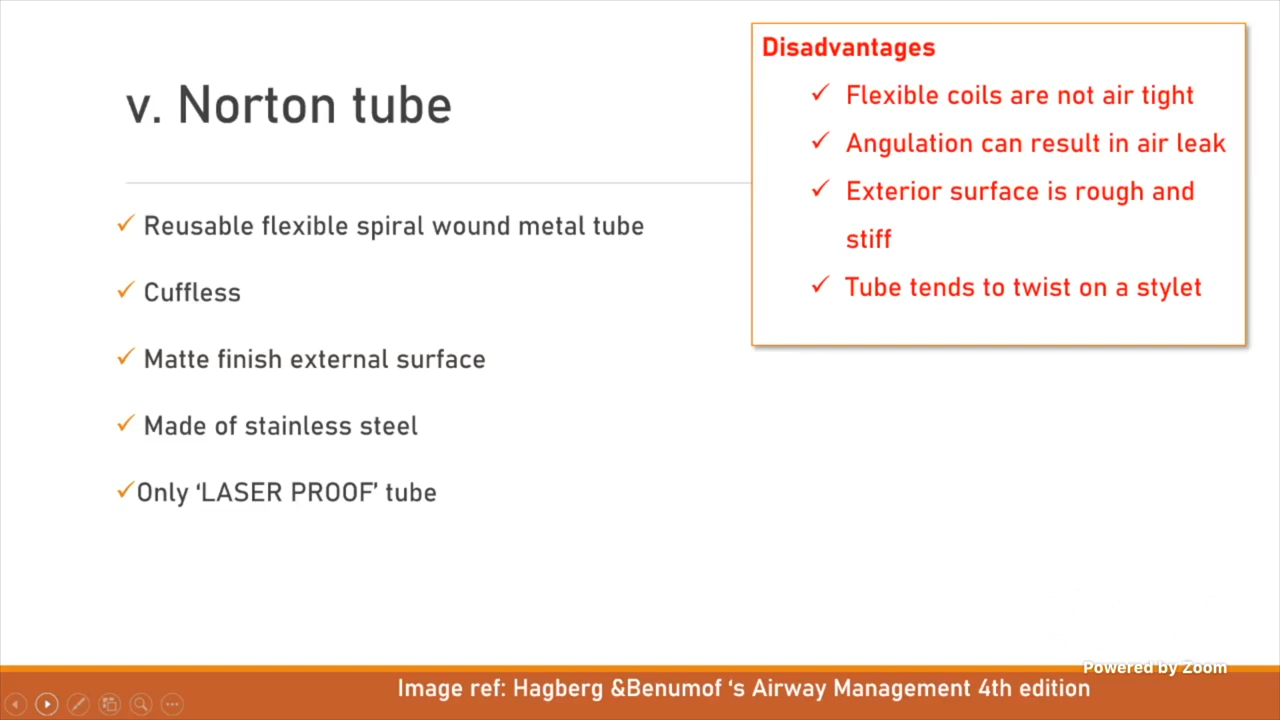 v. Norton tube
Reusable flexible spiral wound metal tube
Cuffless
Matte finish external surface
Made of stainless steel
Only ‘LASER PROOF’ tube
Disadvantages
Flexible coils are not air tight
Angulation can result in air leak
Exterior surface is rough and
stiff
Tube tends to twist on a stylet
Powered by Zoom
Image ref: Hagberg &Benumof ‘s Airway Management 4th edition